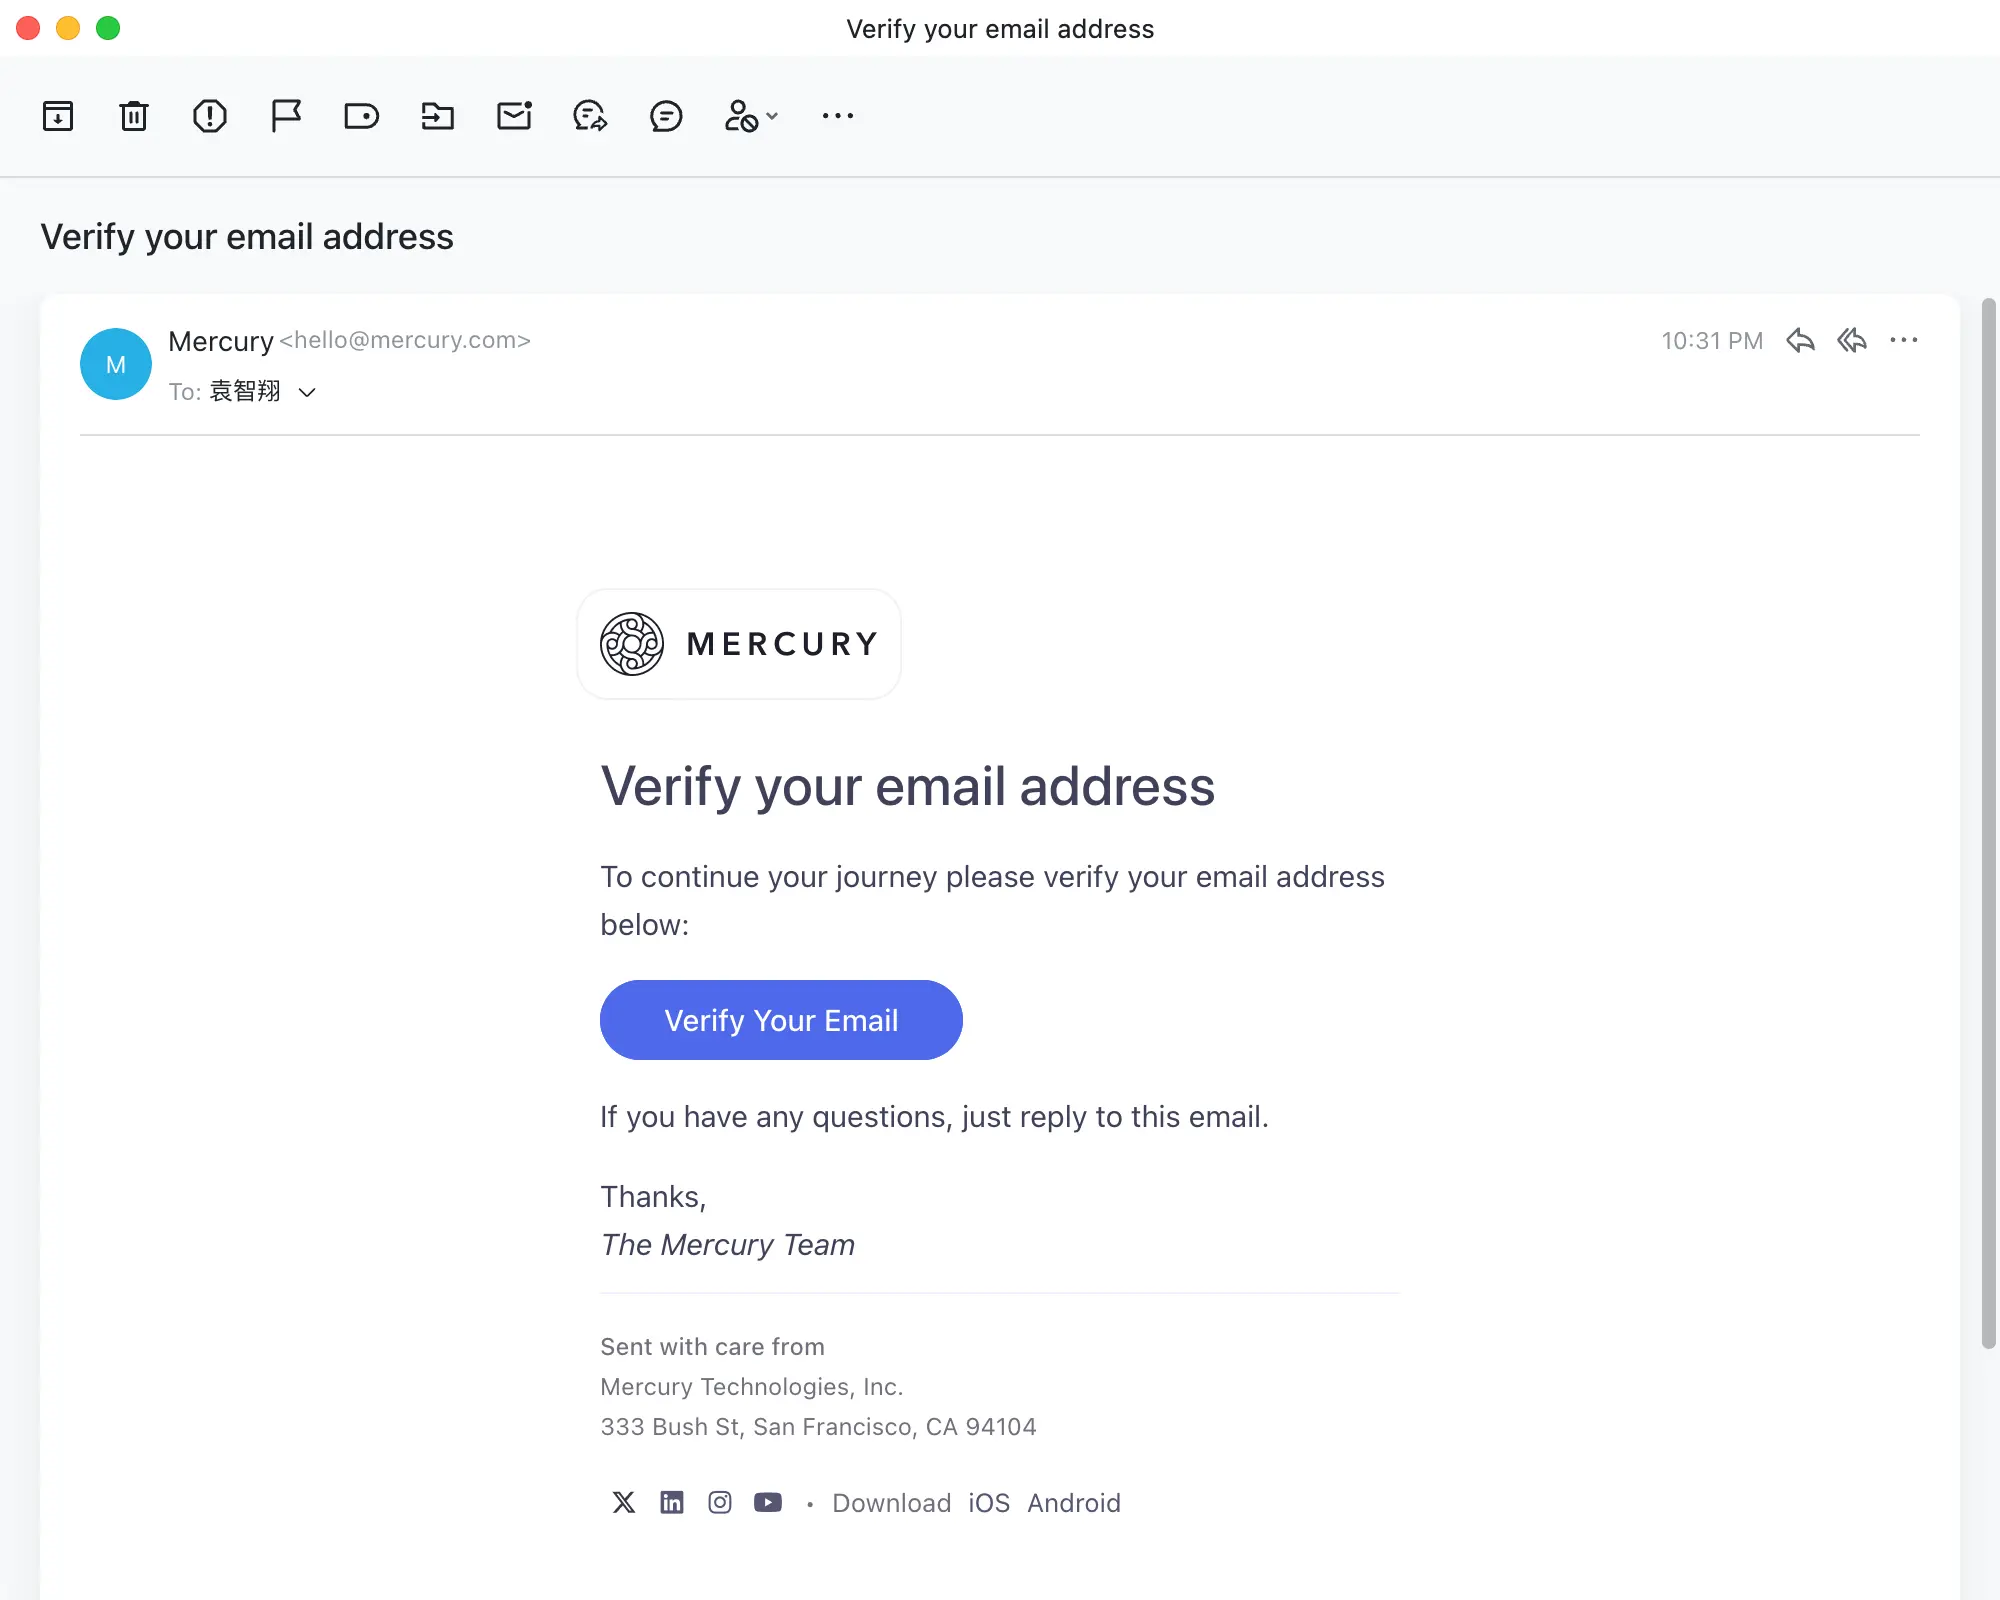 Verify your email address
Verify your email address
M
Mercury <hello@mercury.com>
10:31 PM
To: 袁智翔
MERCURY
Verify your email address
To continue your journey please verify your email address
below:
Verify Your Email
If you have any questions, just reply to this email.
Thanks,
The Mercury Team
Sent with care from
Mercury Technologies, Inc.
333 Bush St, San Francisco, CA 94104
• Download iOS Android